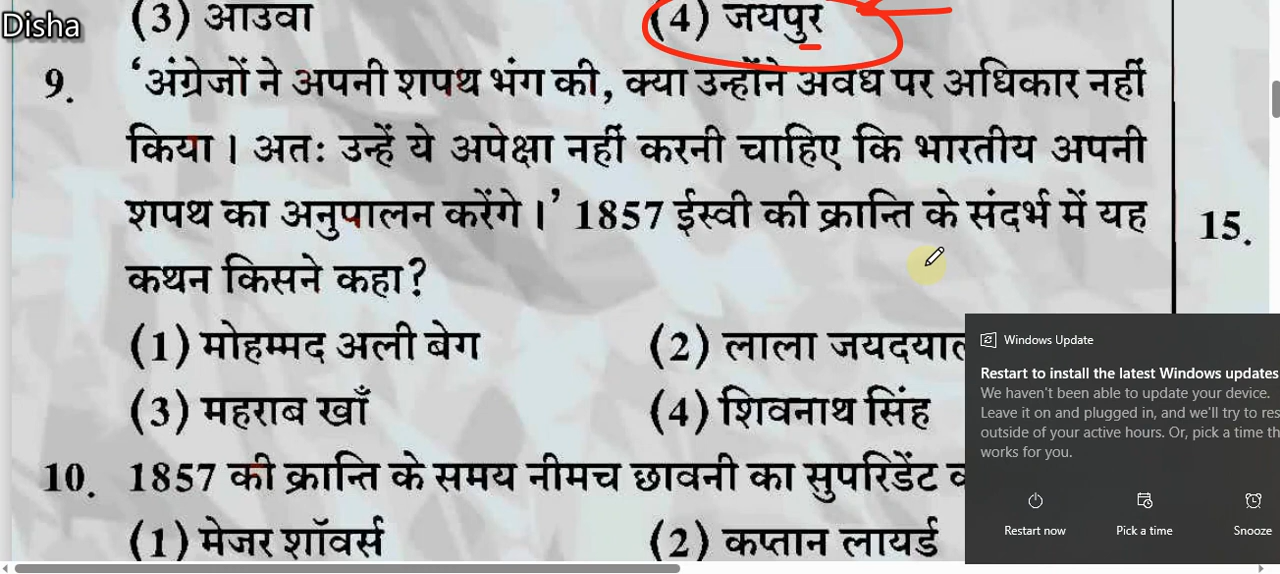 Disha
(3) आउवा (4) जयपुर
9. ‘अंग्रेजों ने अपनी शपथ भंग की, क्या उन्होंने अवध पर अधिकार नहीं
किया। अतः उन्हें ये अपेक्षा नहीं करनी चाहिए कि भारतीय अपनी
शपथ का अनुपालन करेंगे।’ 1857 ईस्वी की क्रान्ति के संदर्भ में यह
कथन किसने कहा?
(1) मोहम्मद अली बेग (2) लाला जयदयाल
(3) महराब खाँ (4) शिवनाथ सिंह
10. 1857 की क्रान्ति के समय नीमच छावनी का सुपरिडेंट
(1) मेजर शॉवर्स (2) कप्तान लायर्ड
15.
Windows Update
Restart to install the latest Windows updates
We haven't been able to update your device.
Leave it on and plugged in, and we'll try to res
outside of your active hours. Or, pick a time th
works for you.
Restart now Pick a time Snooze